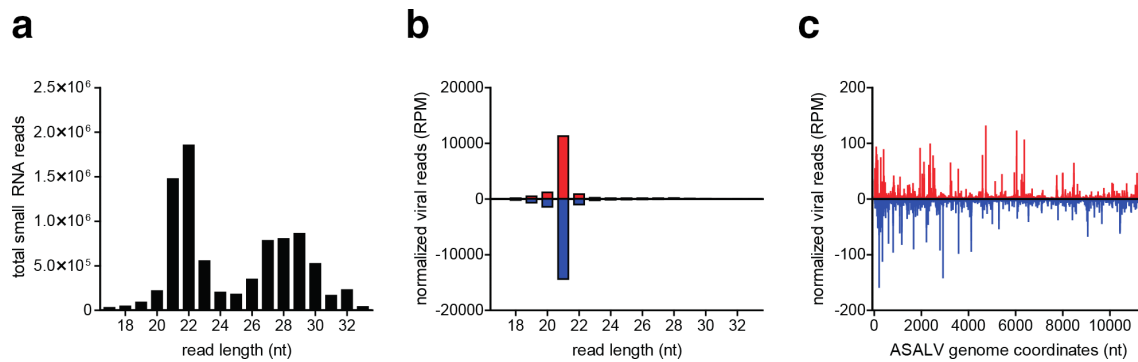 a
total small RNA reads
2.5×10⁶
2.0×10⁶
1.5×10⁶
1.0×10⁶
5.0×10⁵
0
18 20 22 24 26 28 30 32
read length (nt)
b
normalized viral reads (RPM)
20000
10000
0
-10000
-20000
18 20 22 24 26 28 30 32
read length (nt)
c
normalized viral reads (RPM)
200
100
0
-100
-200
0 2000 4000 6000 8000 10000
ASALV genome coordinates (nt)